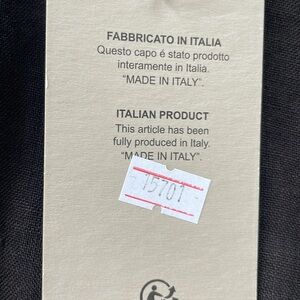 FABBRICATO IN ITALIA
Questo capo é stato prodotto
interamente in Italia.
"MADE IN ITALY".
ITALIAN PRODUCT
This article has been
fully produced in Italy.
"MADE IN ITALY".
15701